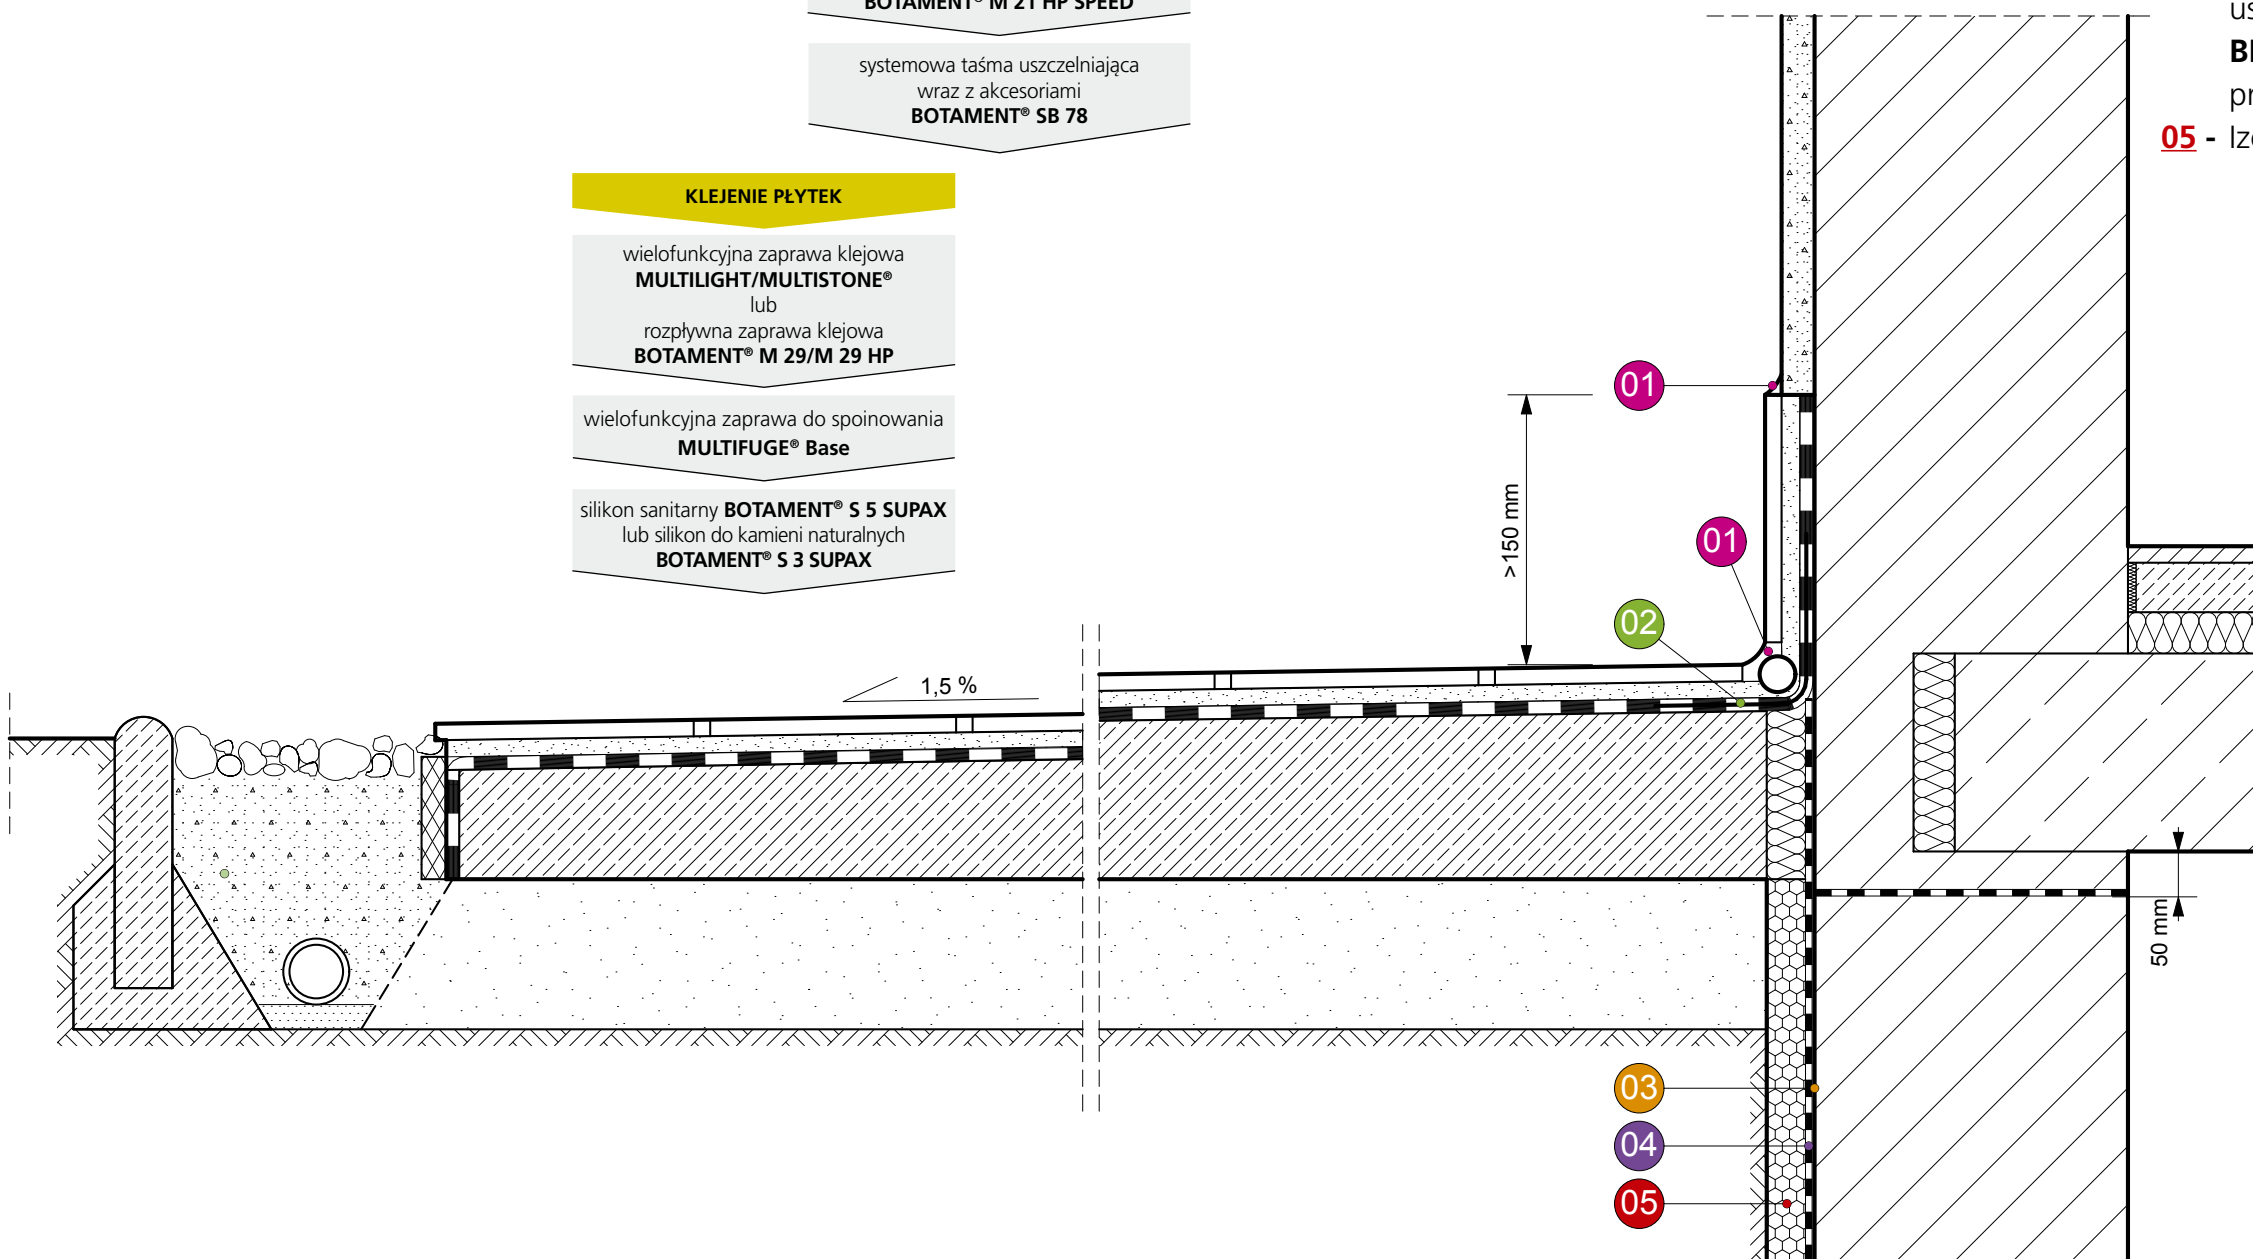 BOTAMENT® M 21 HP SPEED
systemowa taśma uszczelniająca
wraz z akcesoriami
BOTAMENT® SB 78
KLEJENIE PŁYTEK
wielofunkcyjna zaprawa klejowa
MULTILIGHT/MULTISTONE®
lub
rozpływna zaprawa klejowa
BOTAMENT® M 29/M 29 HP
wielofunkcyjna zaprawa do spoinowania
MULTIFUGE® Base
silikon sanitarny BOTAMENT® S 5 SUPAX
lub silikon do kamieni naturalnych
BOTAMENT® S 3 SUPAX
05 -
01
>150 mm
01
02
1,5 %
50 mm
03
04
05